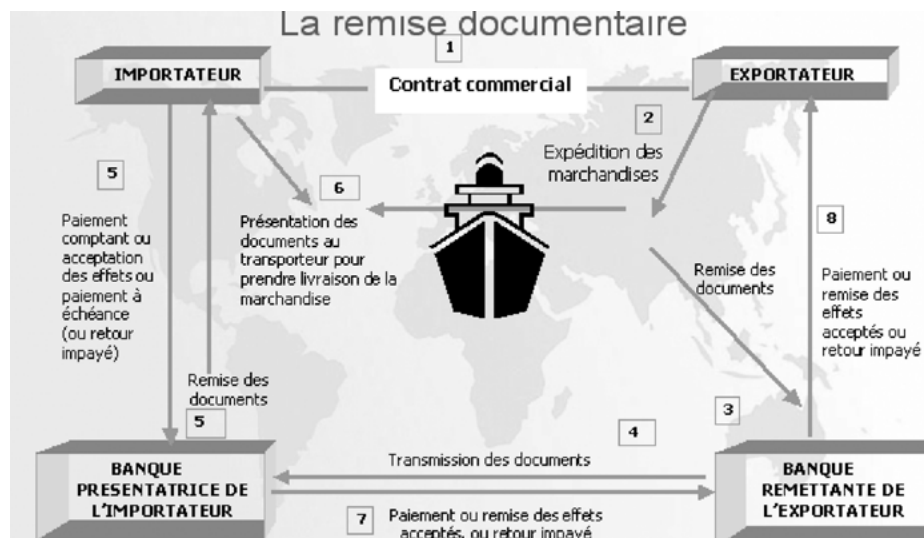 La remise documentaire
1
IMPORTATEUR
Contrat commercial
EXPORTATEUR
2
Expédition des
marchandises
5
6
8
Paiement
comptant ou
acceptation
des effets ou
paiement à
échéance
(ou retour
impayé)
Présentation des
documents au
transporteur pour
prendre livraison de la
marchandise
Remise des
documents
Paiement ou
remise des
effets
acceptés ou
retour impayé
Remise des
documents
5
3
4
BANQUE
PRESENTATRICE DE
L'IMPORTATEUR
Transmission des documents
BANQUE
REMETTANTE DE
L'EXPORTATEUR
7
Paiement ou remise des effets
acceptés, ou retour impayé